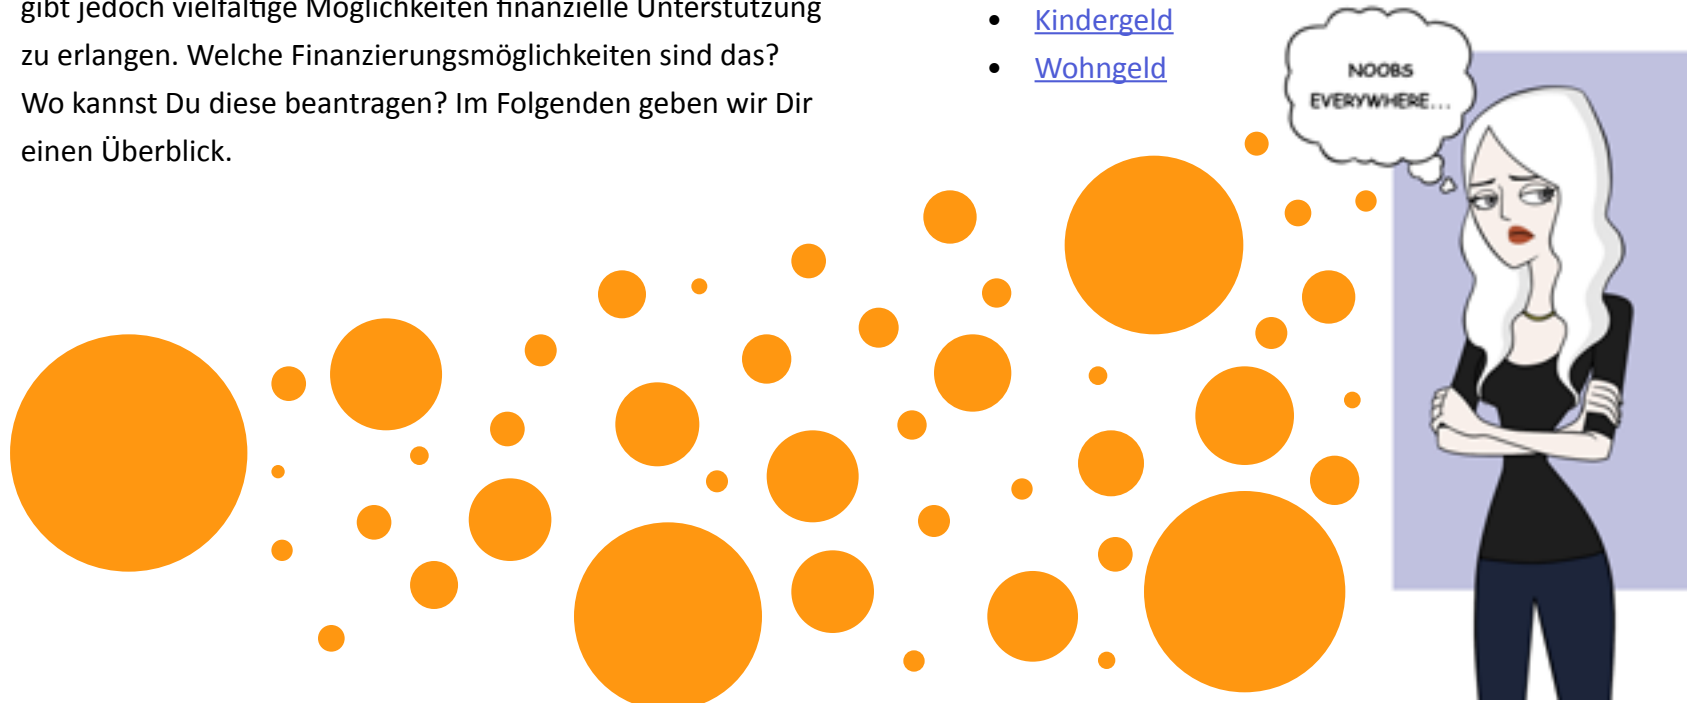 gibt jedoch vielfältige Möglichkeiten finanzielle Unterstützung
zu erlangen. Welche Finanzierungsmöglichkeiten sind das?
Wo kannst Du diese beantragen? Im Folgenden geben wir Dir
einen Überblick.
Kindergeld
Wohngeld
NOOBS
EVERYWHERE...